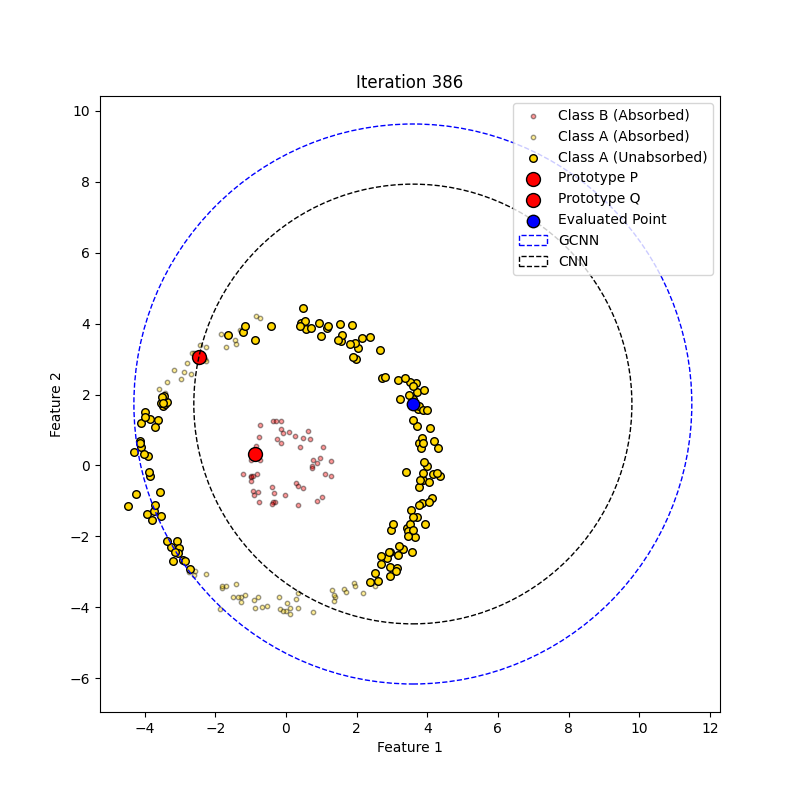 Iteration 386
Class B (Absorbed)
Class A (Absorbed)
Class A (Unabsorbed)
Prototype P
Prototype Q
Evaluated Point
GCNN
CNN
Feature 2
10
8
6
4
2
0
−2
−4
−6
−4 −2 0 2 4 6 8 10 12
Feature 1